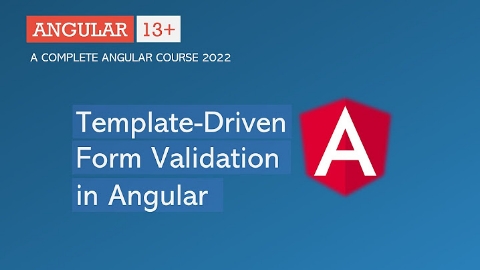 ANGULAR 13+
A COMPLETE ANGULAR COURSE 2022
Template-Driven
Form Validation
in Angular
A